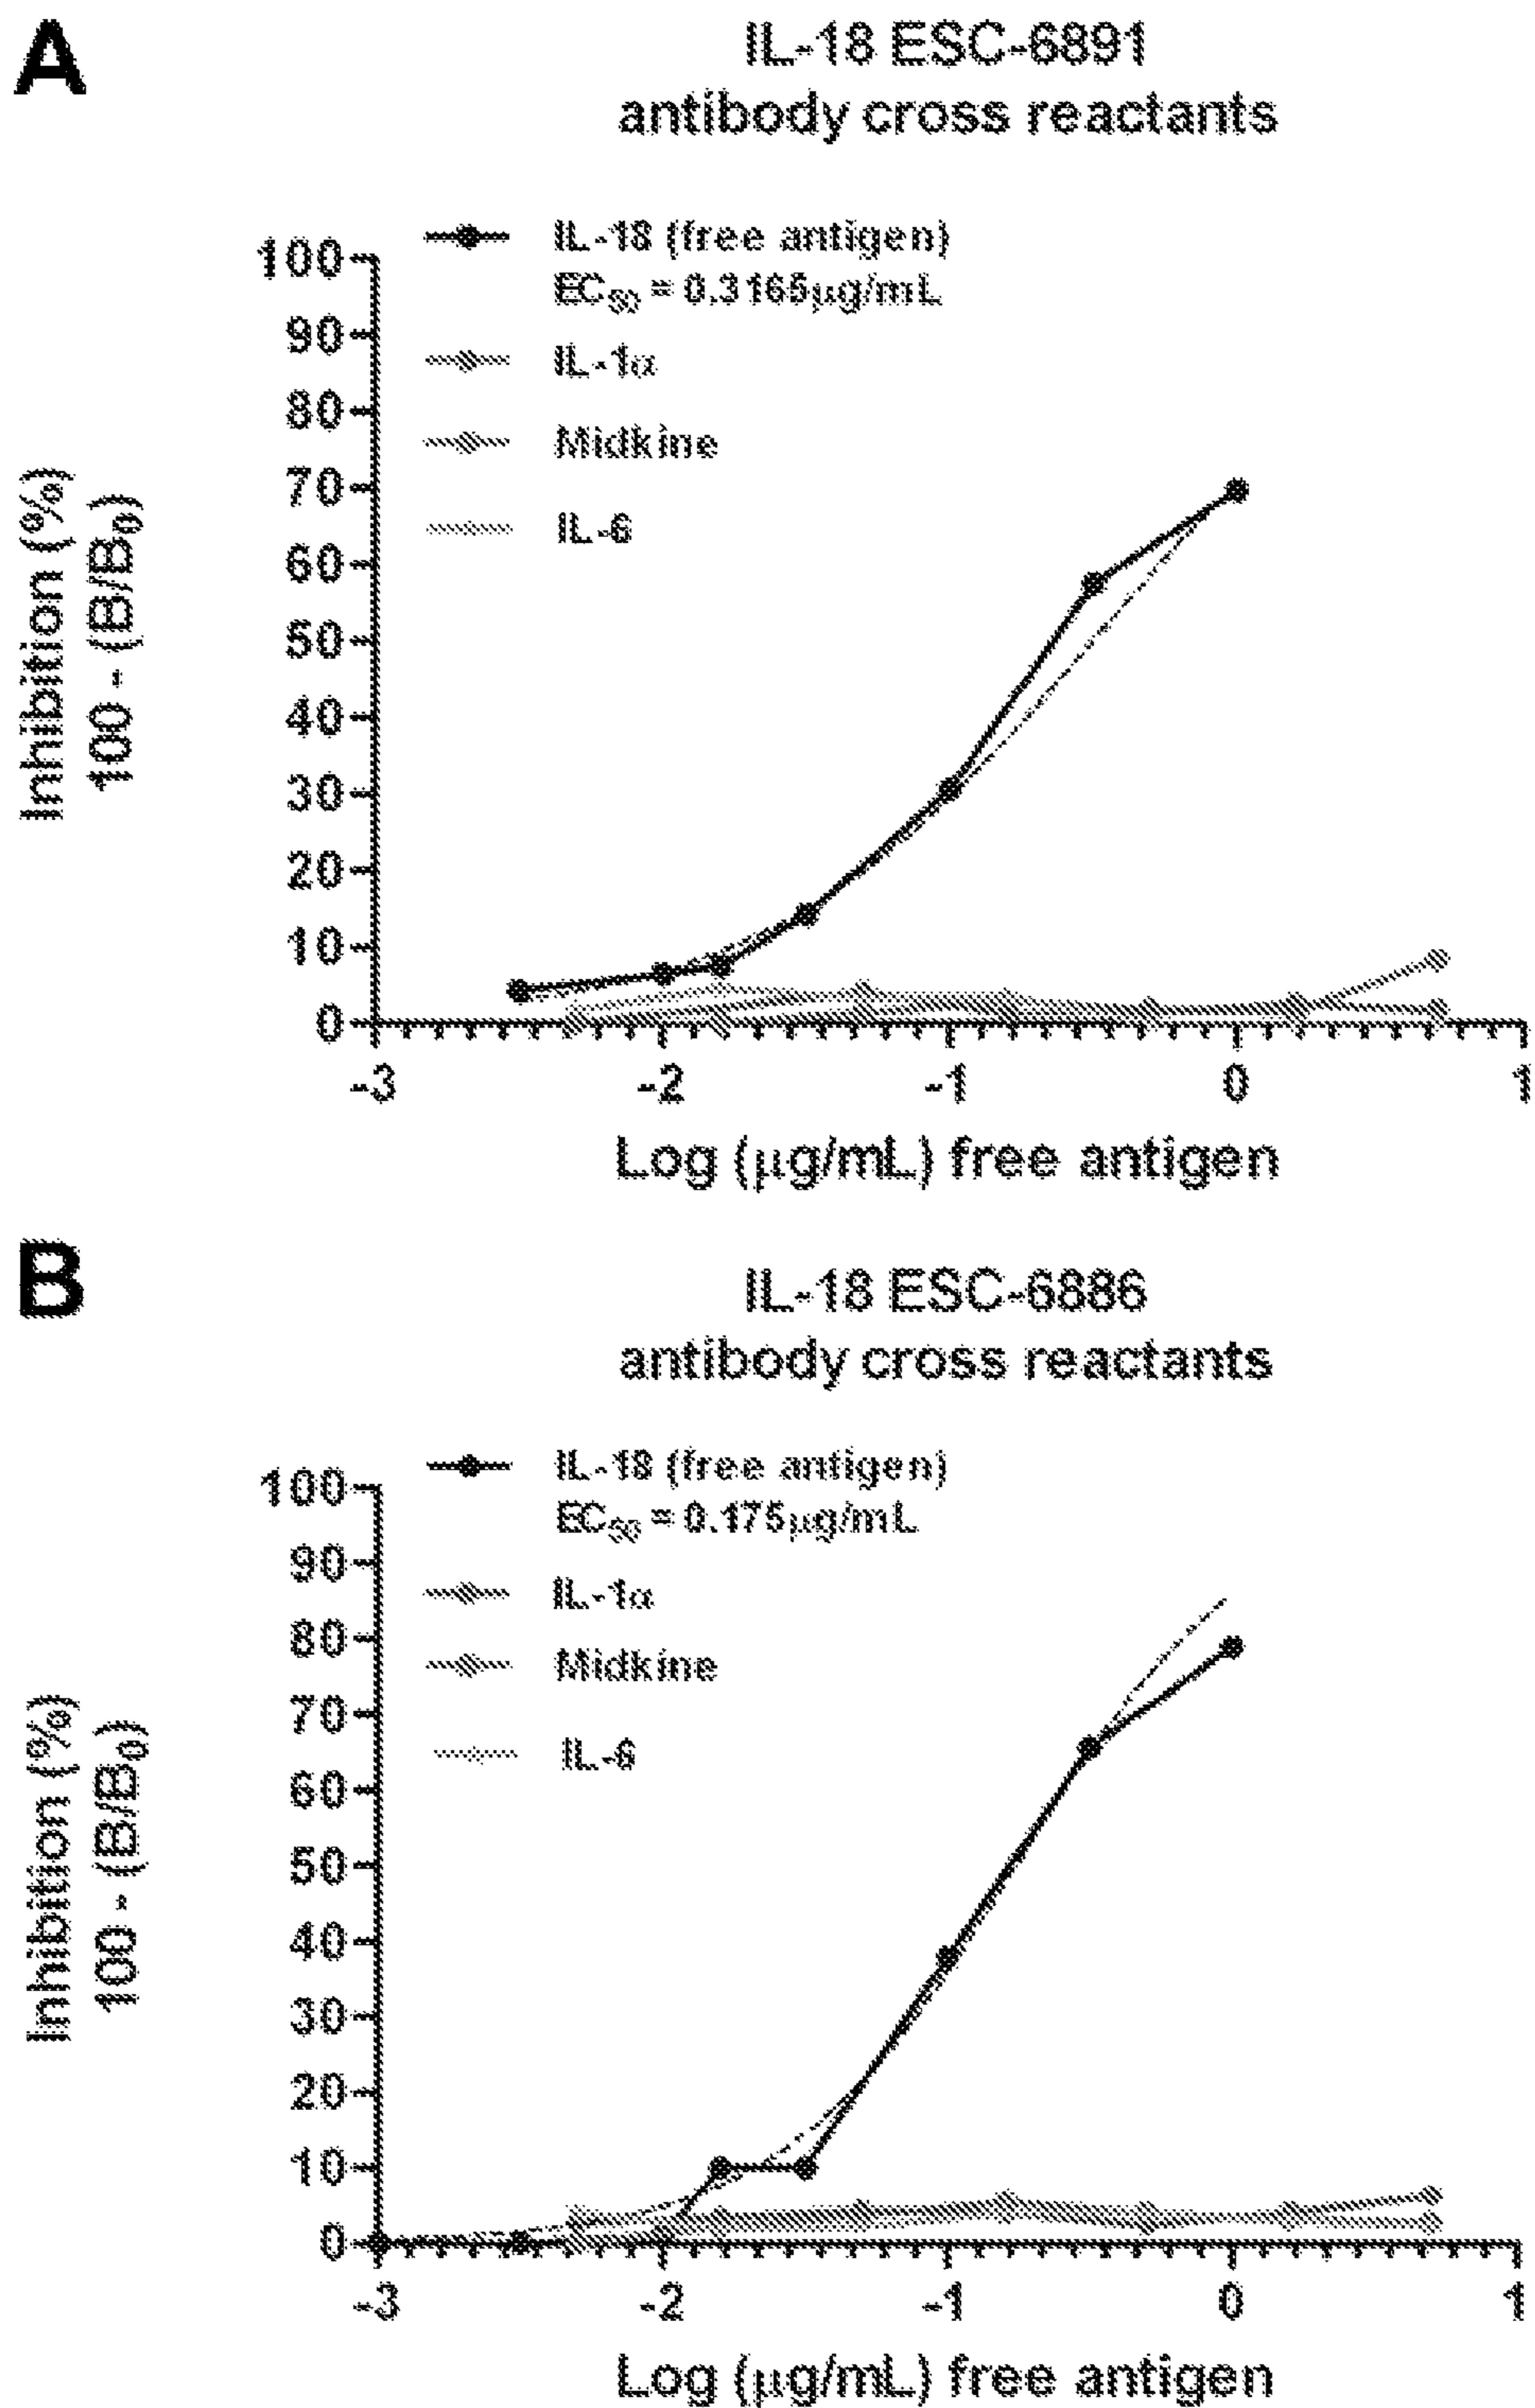 A
IL-18 ESC-6891
antibody cross reactants
IL-18 (free antigen)
EC50 = 0.3165µg/mL
IL-1α
Midkine
IL-6
Inhibition (%)
100 - (B/B0)
100
90
80
70
60
50
40
30
20
10
0
-3 -2 -1 0 1
Log (µg/mL) free antigen
B
IL-18 ESC-6886
antibody cross reactants
IL-18 (free antigen)
EC50 = 0.175µg/mL
IL-1α
Midkine
IL-6
Inhibition (%)
100 - (B/B0)
100
90
80
70
60
50
40
30
20
10
0
-3 -2 -1 0 1
Log (µg/mL) free antigen